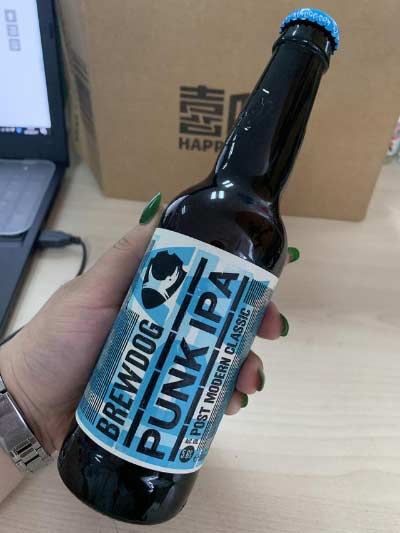 HAPP
BREWDOG
PUNK IPA
POST MODERN CLASSIC